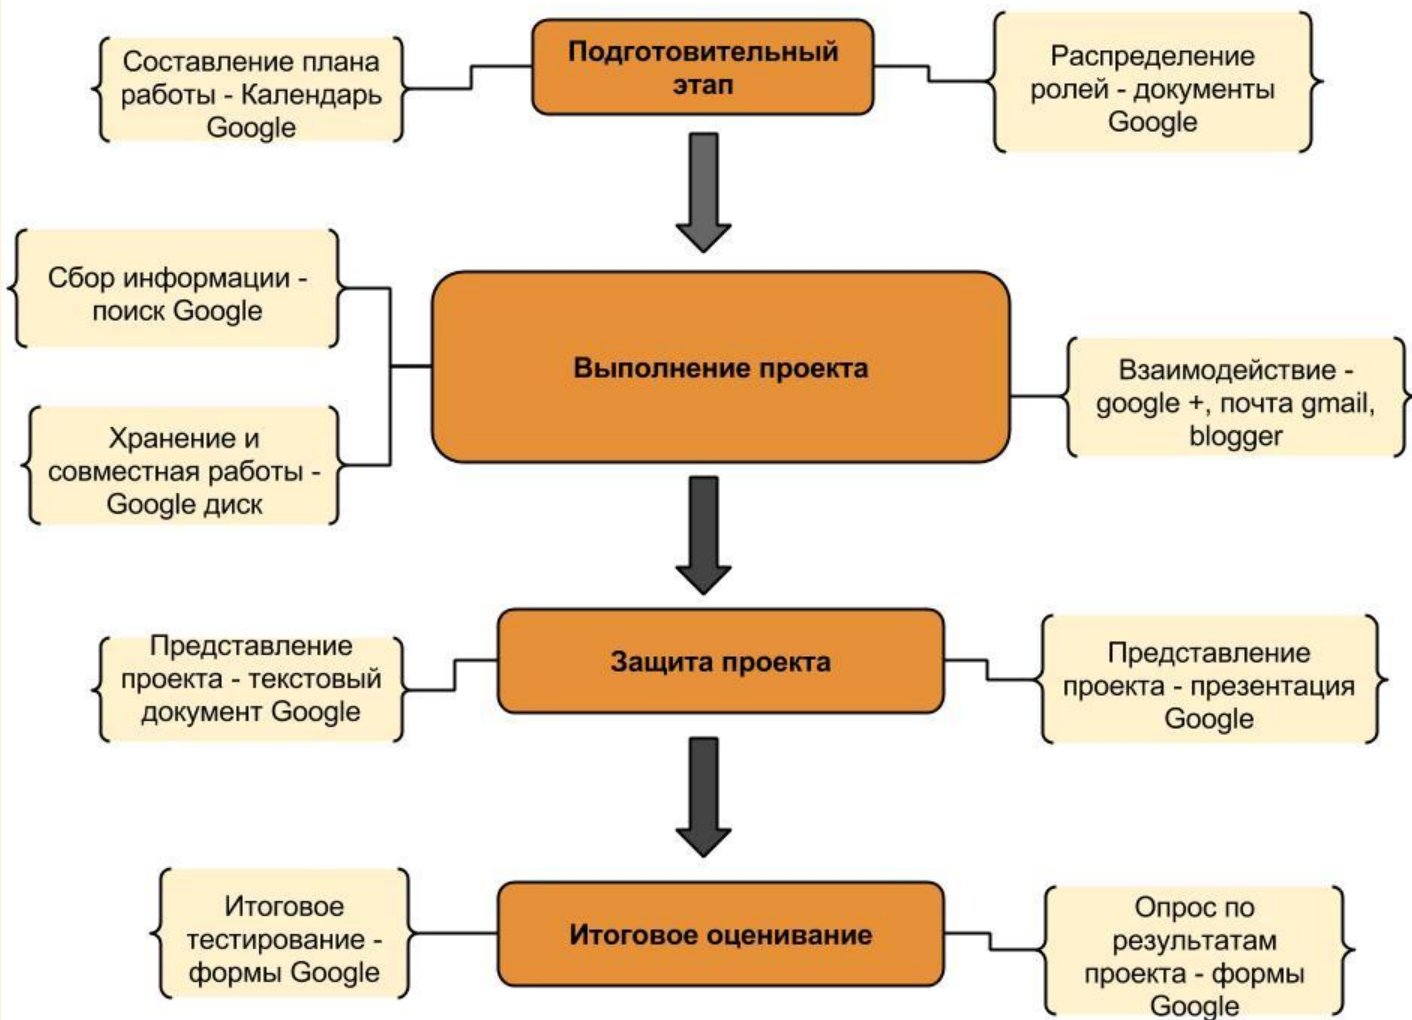 Подготовительный
этап
Составление плана
работы - Календарь
Google
Распределение
ролей - документы
Google
Сбор информации -
поиск Google
Выполнение проекта
Взаимодействие -
google +, почта gmail,
blogger
Хранение и
совместная работы -
Google диск
Представление
проекта - текстовый
документ Google
Защита проекта
Представление
проекта - презентация
Google
Итоговое
тестирование -
формы Google
Итоговое оценивание
Опрос по
результатам
проекта - формы
Google